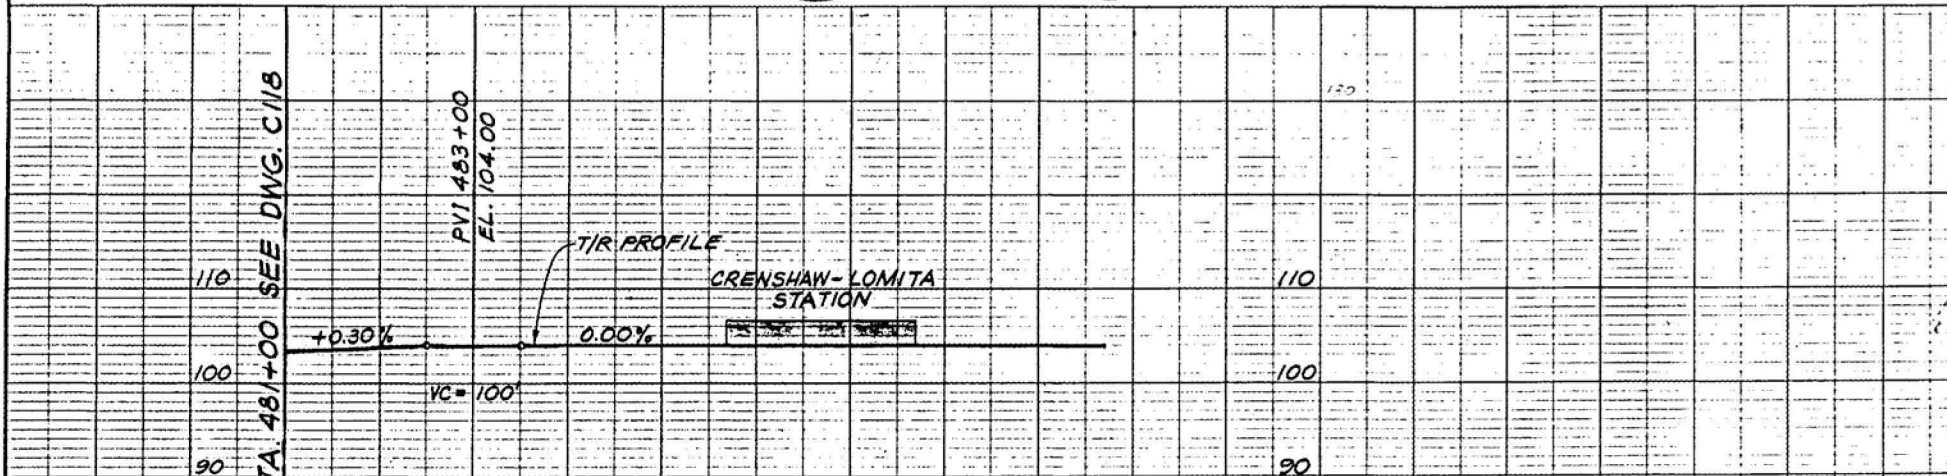 120
STA. 481+00 SEE DWG. C118
PVI 483+00
EL. 104.00
T/R PROFILE
110
CRENSHAW-LOMITA
STATION
110
+0.30%
0.00%
100
VC = 100'
100
90
90